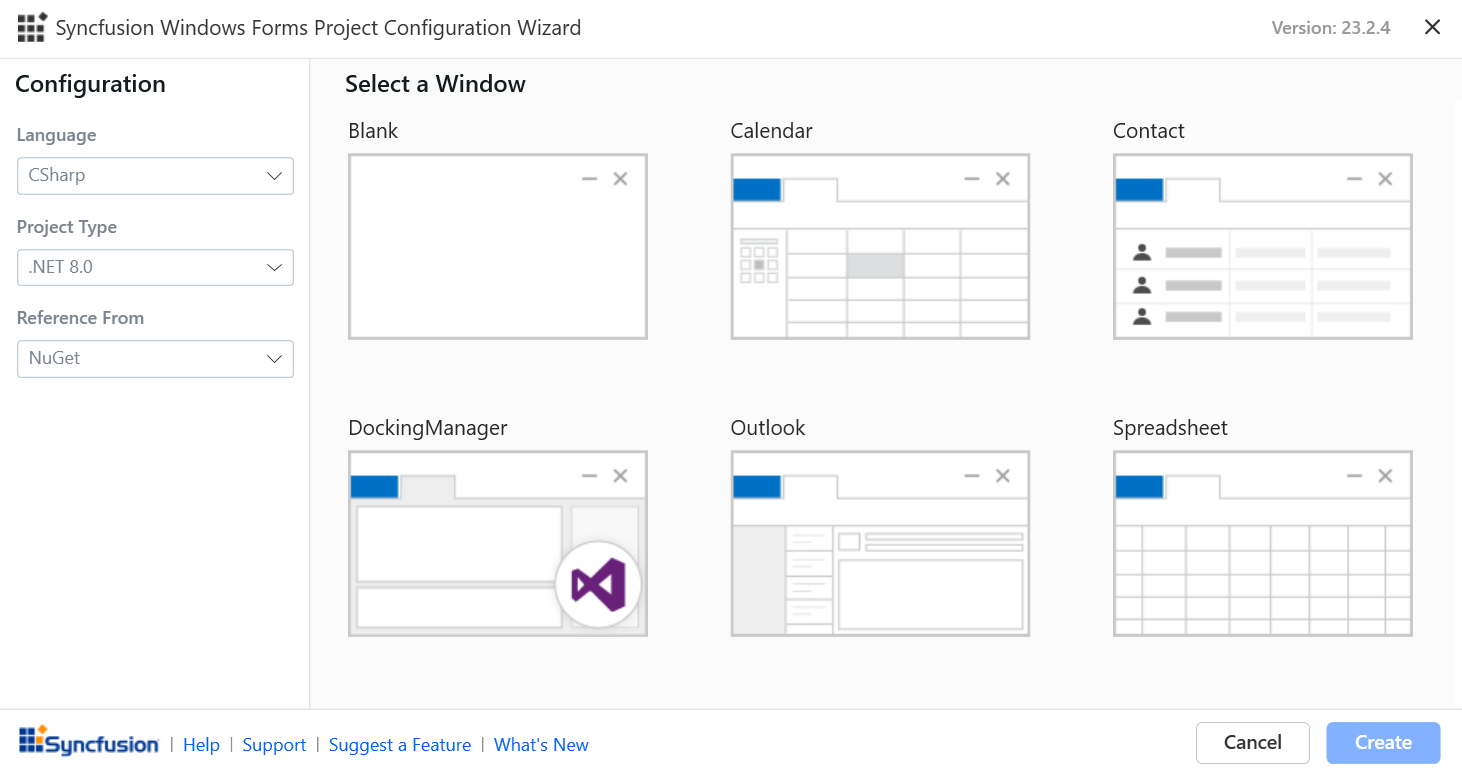 Syncfusion Windows Forms Project Configuration Wizard
Version: 23.2.4
Configuration
Language
CSharp
Project Type
.NET 8.0
Reference From
NuGet
Select a Window
Blank
Calendar
Contact
DockingManager
Outlook
Spreadsheet
Syncfusion | Help | Support | Suggest a Feature | What's New
Cancel
Create